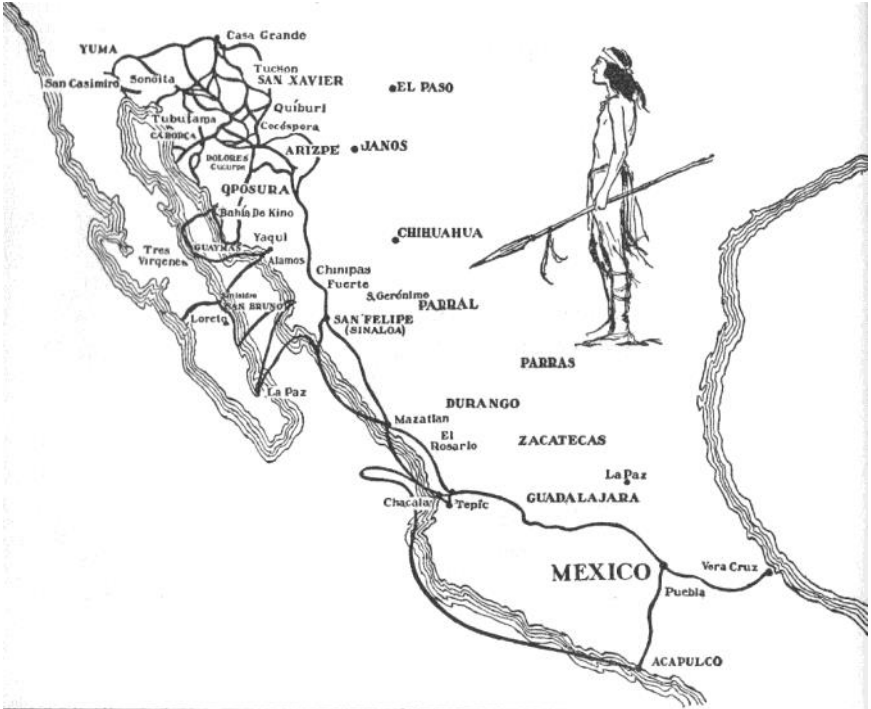 Casa Grande
YUMA
Tucson
San Casimiro
Sonoita
SAN XAVIER
EL PASO
Quiburi
Tubutama
Cocóspora
CABORCA
ARIZPE
JANOS
DOLORES
Cucurpe
OPOSURA
Bahía De Kino
CHIHUAHUA
Yaqui
GUAYMAS
Tres
Virgenes
Alamos
Chinipas
Fuerte
S. Gerónimo
PARRAL
SAN BRUNO
Loreto
SAN FELIPE
(SINALOA)
PARRAS
La Paz
DURANGO
Mazatlan
El
Rosario
ZACATECAS
La Paz
Chacala
Tepic
GUADALAJARA
MEXICO
Vera Cruz
Puebla
ACAPULCO